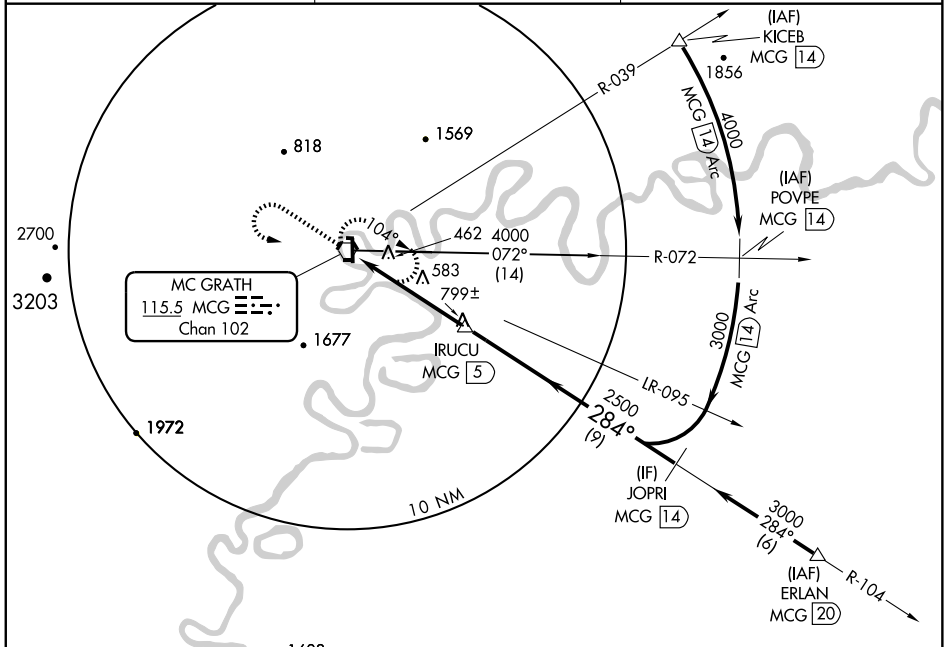 (IAF)
KICEB
MCG 14
1856
R-039
MCG 14 Arc
4000
818
1569
(IAF)
POVPE
MCG 14
104°
462
4000
072°
(14)
R-072
2700
3203
583
MC GRATH
115.5 MCG
Chan 102
799±
1677
IRUCU
MCG 5
3000
MCG 14 Arc
LR-095
2500
284°
(9)
1972
10 NM
(IF)
JOPRI
MCG 14
3000
284°
(6)
(IAF)
ERLAN
MCG 20
R-104